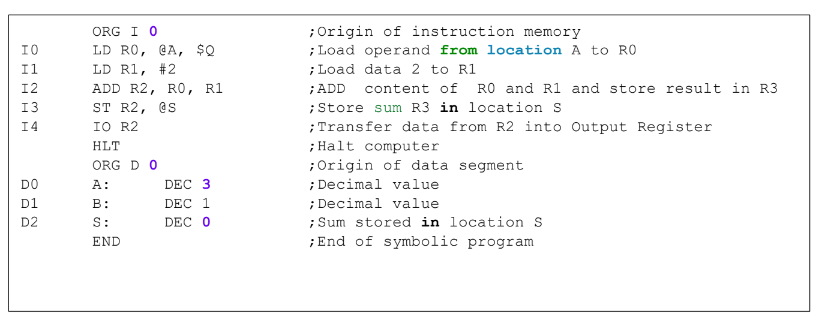 ORG I 0 ;Origin of instruction memory
I0 LD R0, @A, $Q ;Load operand from location A to R0
I1 LD R1, #2 ;Load data 2 to R1
I2 ADD R2, R0, R1 ;ADD content of R0 and R1 and store result in R3
I3 ST R2, @S ;Store sum R3 in location S
I4 IO R2 ;Transfer data from R2 into Output Register
HLT ;Halt computer
ORG D 0 ;Origin of data segment
D0 A: DEC 3 ;Decimal value
D1 B: DEC 1 ;Decimal value
D2 S: DEC 0 ;Sum stored in location S
END ;End of symbolic program